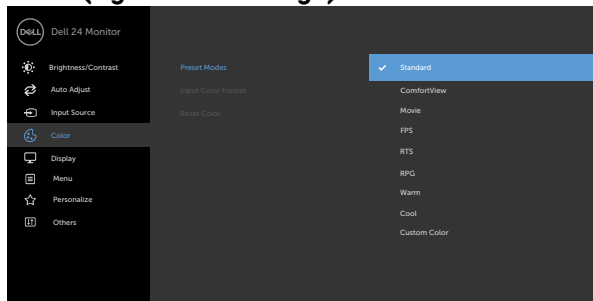 DELL Dell 24 Monitor
Brightness/Contrast
Auto Adjust
Input Source
Color
Display
Menu
Personalize
Others
Preset Modes
Input Color Format
Reset Color
Standard
ComfortView
Movie
FPS
RTS
RPG
Warm
Cool
Custom Color